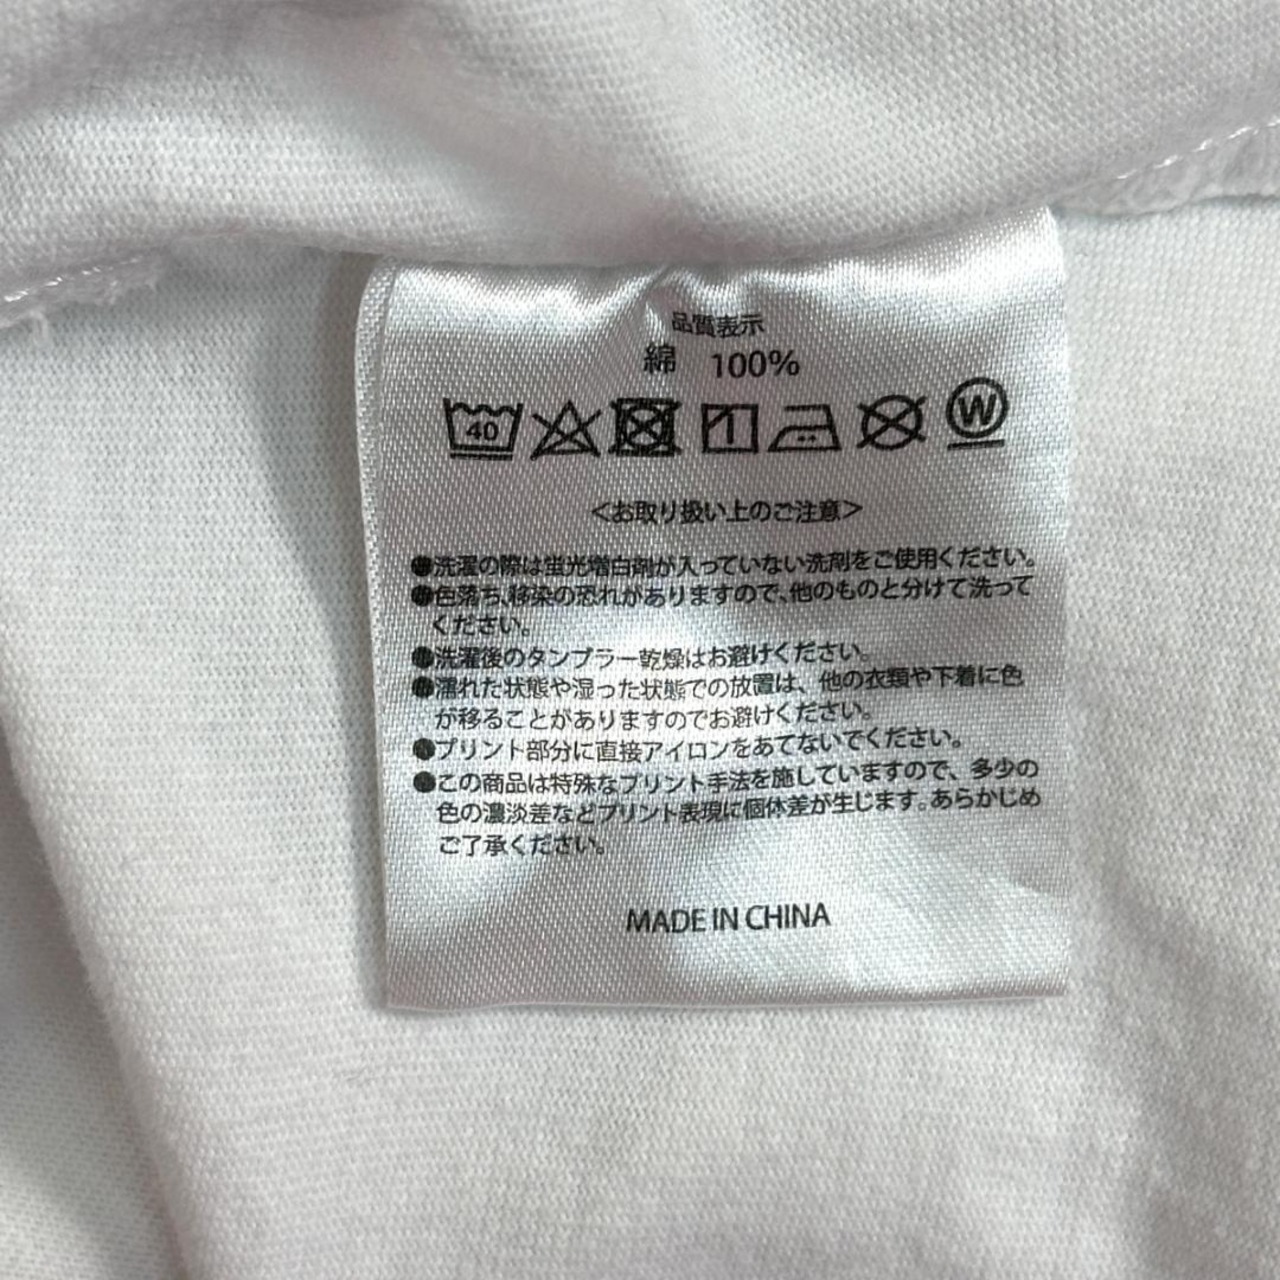 品質表示
綿 100%
40 W
＜お取り扱い上のご注意＞
●洗濯の際は蛍光増白剤が入っていない洗剤をご使用ください。
●色落ち、移染の恐れがありますので、他のものと分けて洗って
ください。
●洗濯後のタンブラー乾燥はお避けください。
●濡れた状態や湿った状態での放置は、他の衣類や下着に色
が移ることがありますのでお避けください。
●プリント部分に直接アイロンをあてないでください。
●この商品は特殊なプリント手法を施していますので、多少の
色の濃淡差などプリント表現に個体差が生じます。あらかじめ
ご了承ください。
MADE IN CHINA